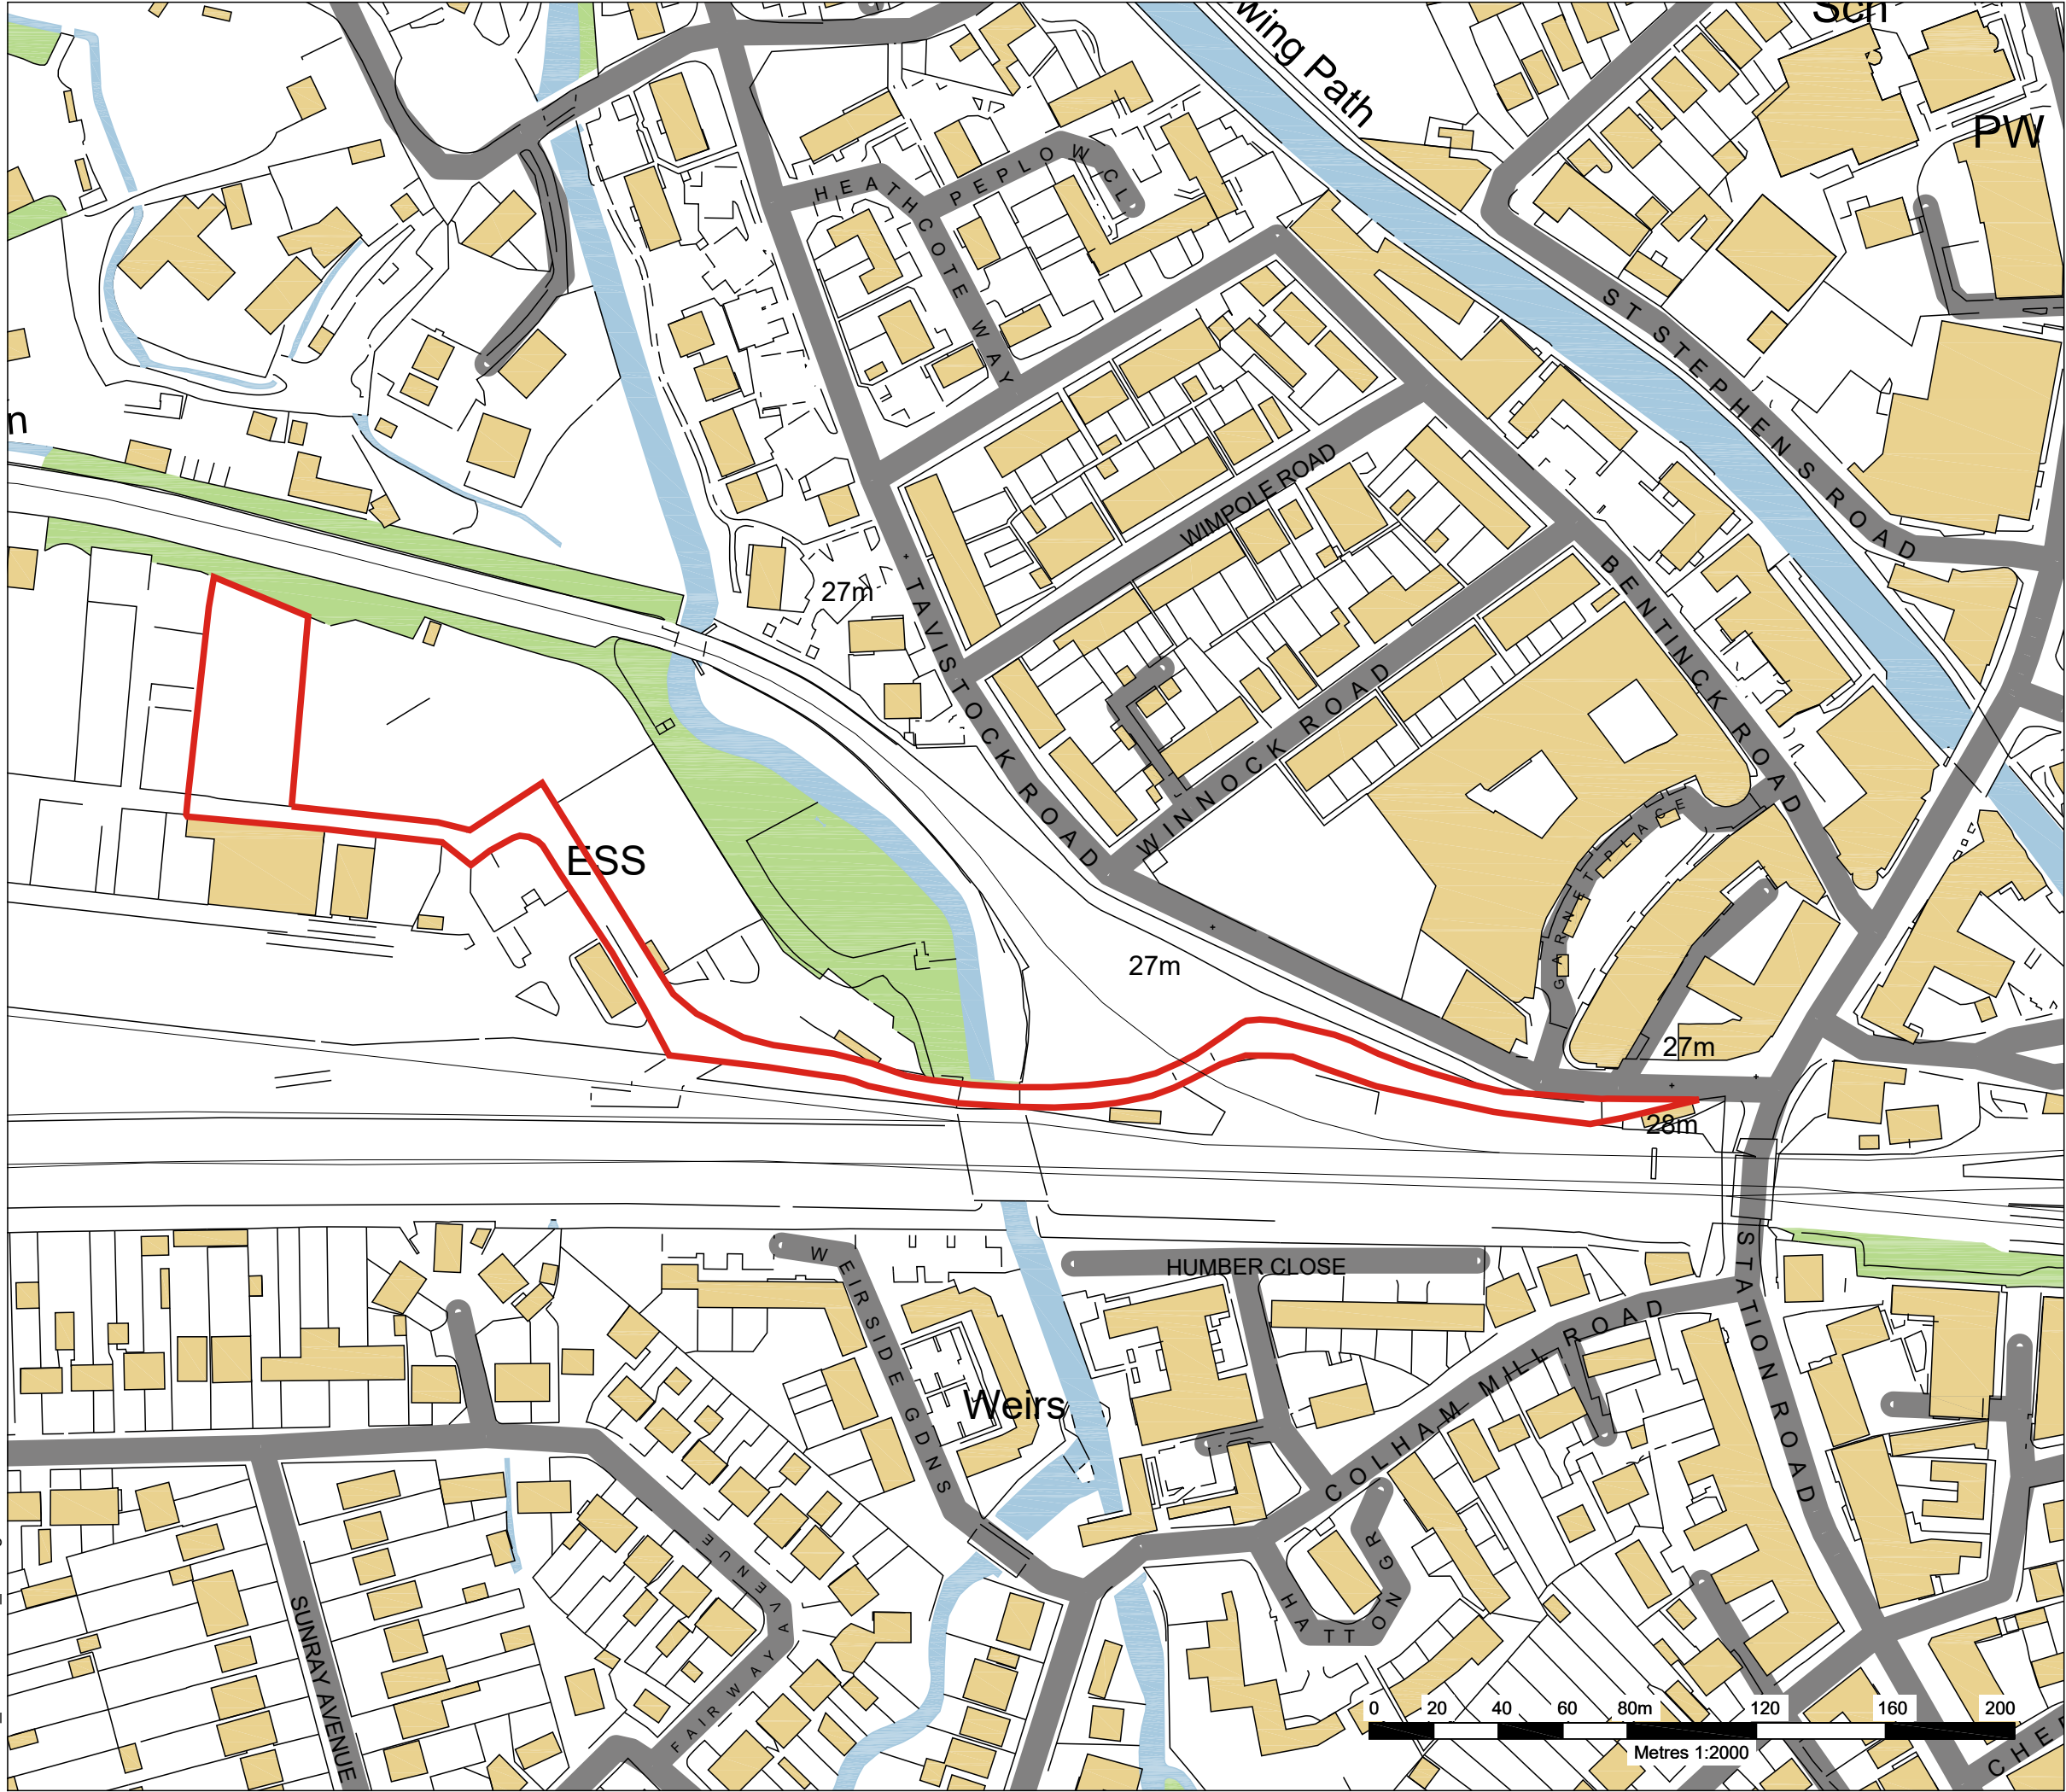 Sch
wing Path
PW
HEATHCOTE WAY
PEPLOW CL
ST STEPHENS ROAD
n
WIMPOLE ROAD
27m
TAVISTOCK ROAD
BENTINCK ROAD
WINNOCK ROAD
GARNET PLACE
ESS
27m
27m
28m
STATION ROAD
WEIRSIDE GDNS
HUMBER CLOSE
COLHAM MILL ROAD
Weirs
HATTON GR
FAIRWAY AVENUE
SUNRAY AVENUE
0 20 40 60 80m 120 160 200
Metres 1:2000
CHE